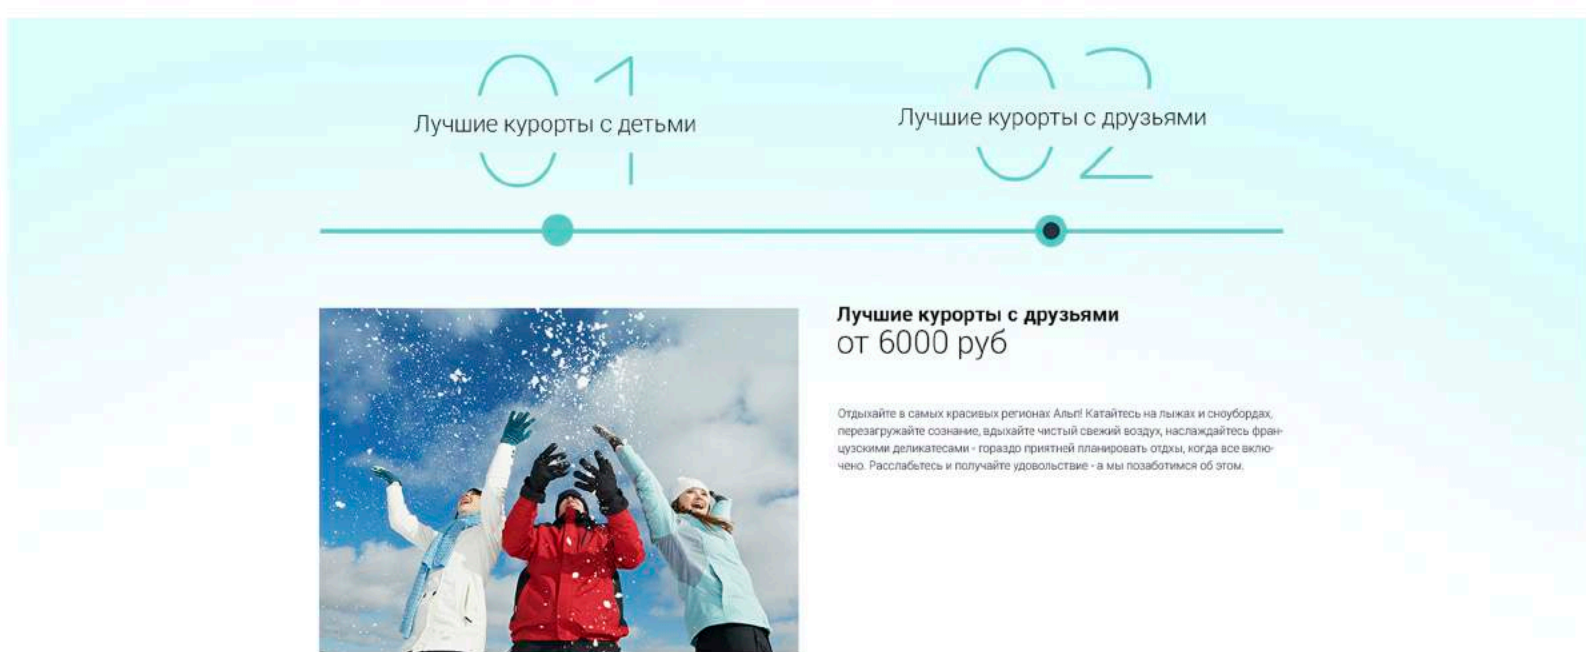 01
Лучшие курорты с детьми
02
Лучшие курорты с друзьями
Лучшие курорты с друзьями
от 6000 руб
Отдыхайте в самых красивых регионах Альп! Катайтесь на лыжах и сноубордах,
перезагружайте сознание, вдыхайте чистый свежий воздух, наслаждайтесь фран-
цузскими деликатесами - гораздо приятней планировать отдхы, когда все вклю-
чено. Расслабьтесь и получайте удовольствие - а мы позаботимся об этом.